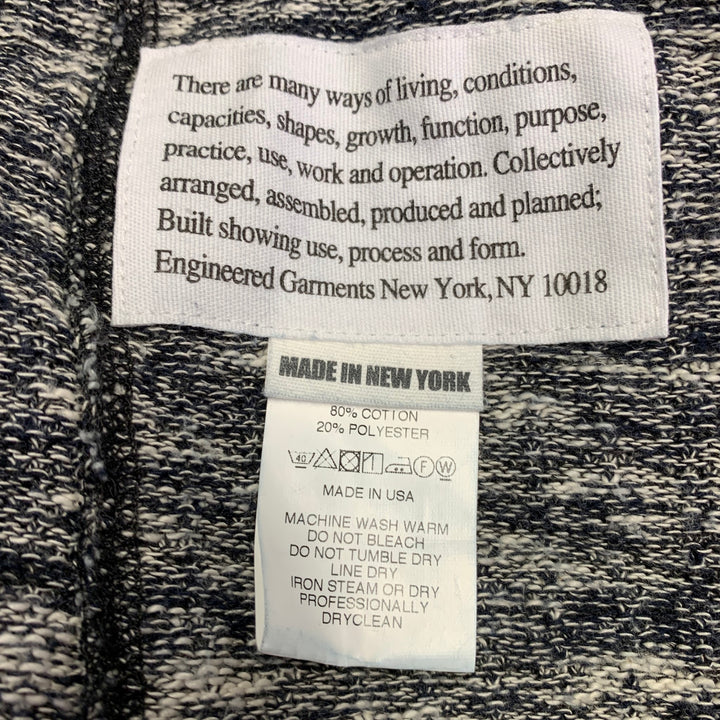 There are many ways of living, conditions,
capacities, shapes, growth, function, purpose,
practice, use, work and operation. Collectively
arranged, assembled, produced and planned;
Built showing use, process and form.
Engineered Garments New York, NY 10018
MADE IN NEW YORK
80% COTTON
20% POLYESTER
40 F W
MADE IN USA
MACHINE WASH WARM
DO NOT BLEACH
DO NOT TUMBLE DRY
LINE DRY
IRON STEAM OR DRY
PROFESSIONALLY
DRYCLEAN